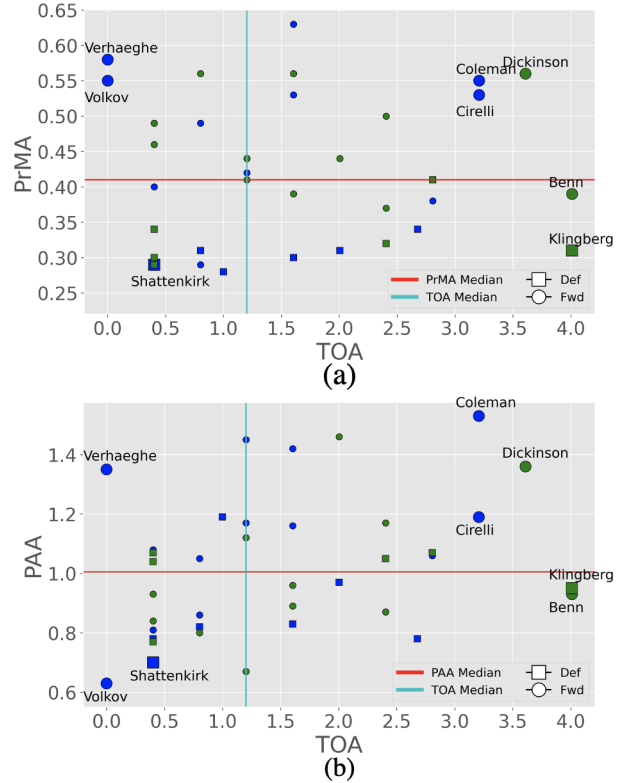 0.65
0.60
0.55
0.50
0.45
0.40
0.35
0.30
0.25
PrMA
Verhaeghe
Volkov
Coleman
Dickinson
Cirelli
Benn
Klingberg
Shattenkirk
PrMA Median
TOA Median
Def
Fwd
0.0 0.5 1.0 1.5 2.0 2.5 3.0 3.5 4.0
TOA
(a)
1.4
1.2
1.0
0.8
0.6
PAA
Coleman
Verhaeghe
Dickinson
Cirelli
Klingberg
Benn
Shattenkirk
Volkov
PAA Median
TOA Median
Def
Fwd
0.0 0.5 1.0 1.5 2.0 2.5 3.0 3.5 4.0
TOA
(b)